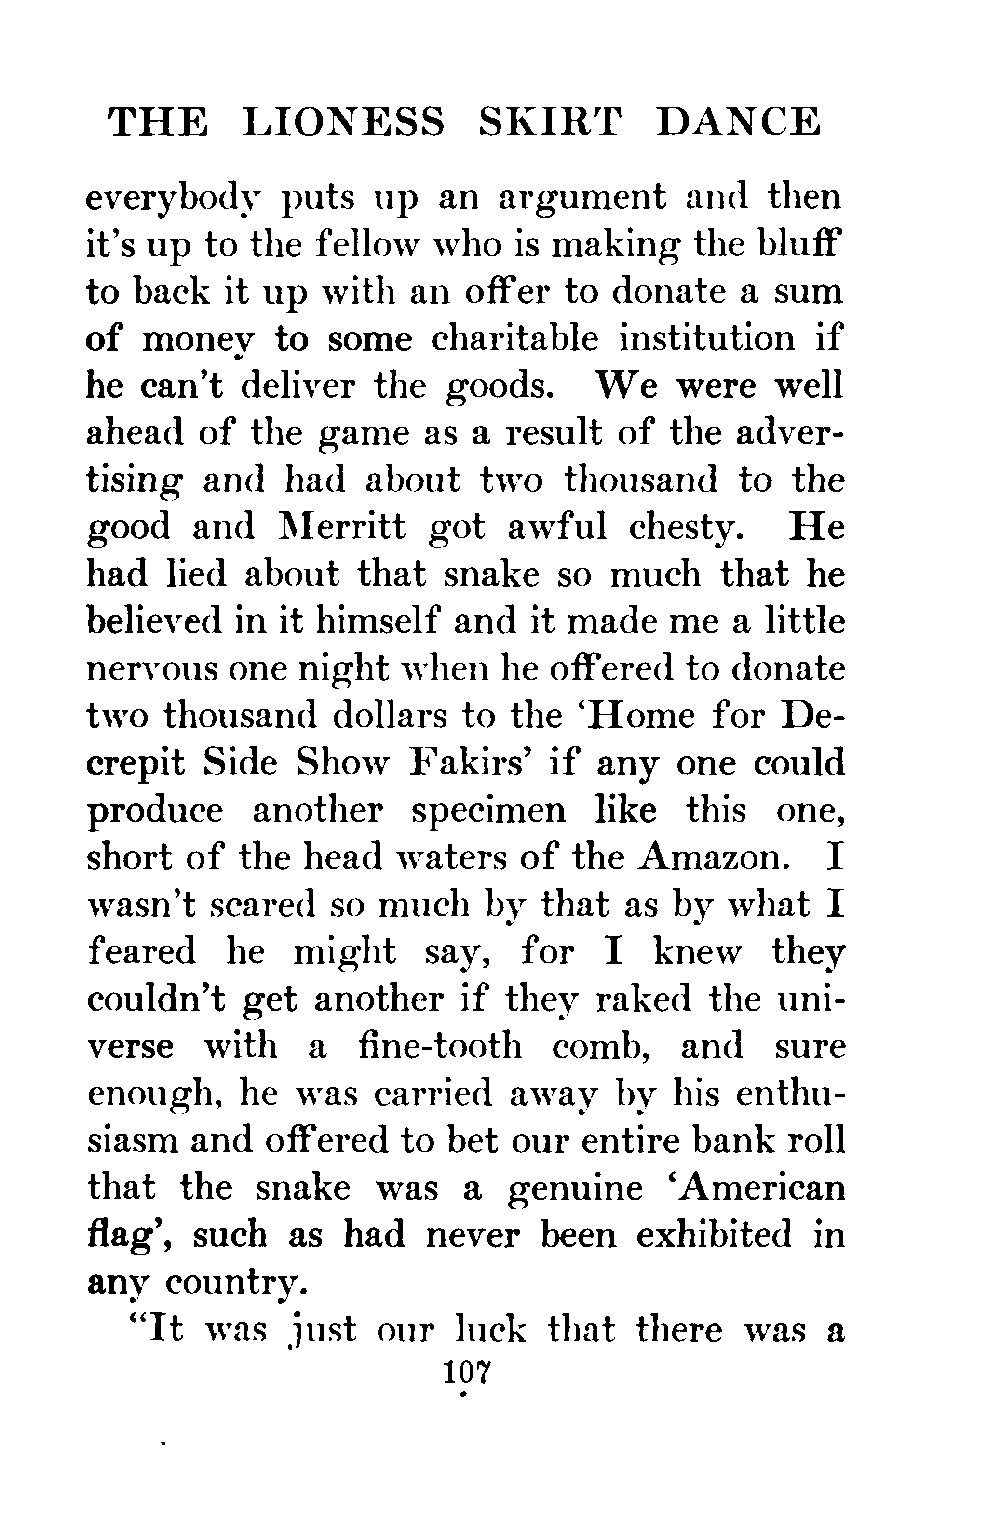 THE LIONESS SKIRT DANCE
everybody puts up an argument and then
it's up to the fellow who is making the bluff
to back it up with an offer to donate a sum
of money to some charitable institution if
he can't deliver the goods. We were well
ahead of the game as a result of the adver-
tising and had about two thousand to the
good and Merritt got awful chesty. He
had lied about that snake so much that he
believed in it himself and it made me a little
nervous one night when he offered to donate
two thousand dollars to the 'Home for De-
crepit Side Show Fakirs' if any one could
produce another specimen like this one,
short of the head waters of the Amazon. I
wasn't scared so much by that as by what I
feared he might say, for I knew they
couldn't get another if they raked the uni-
verse with a fine-tooth comb, and sure
enough, he was carried away by his enthu-
siasm and offered to bet our entire bank roll
that the snake was a genuine 'American
flag', such as had never been exhibited in
any country.
"It was just our luck that there was a
107